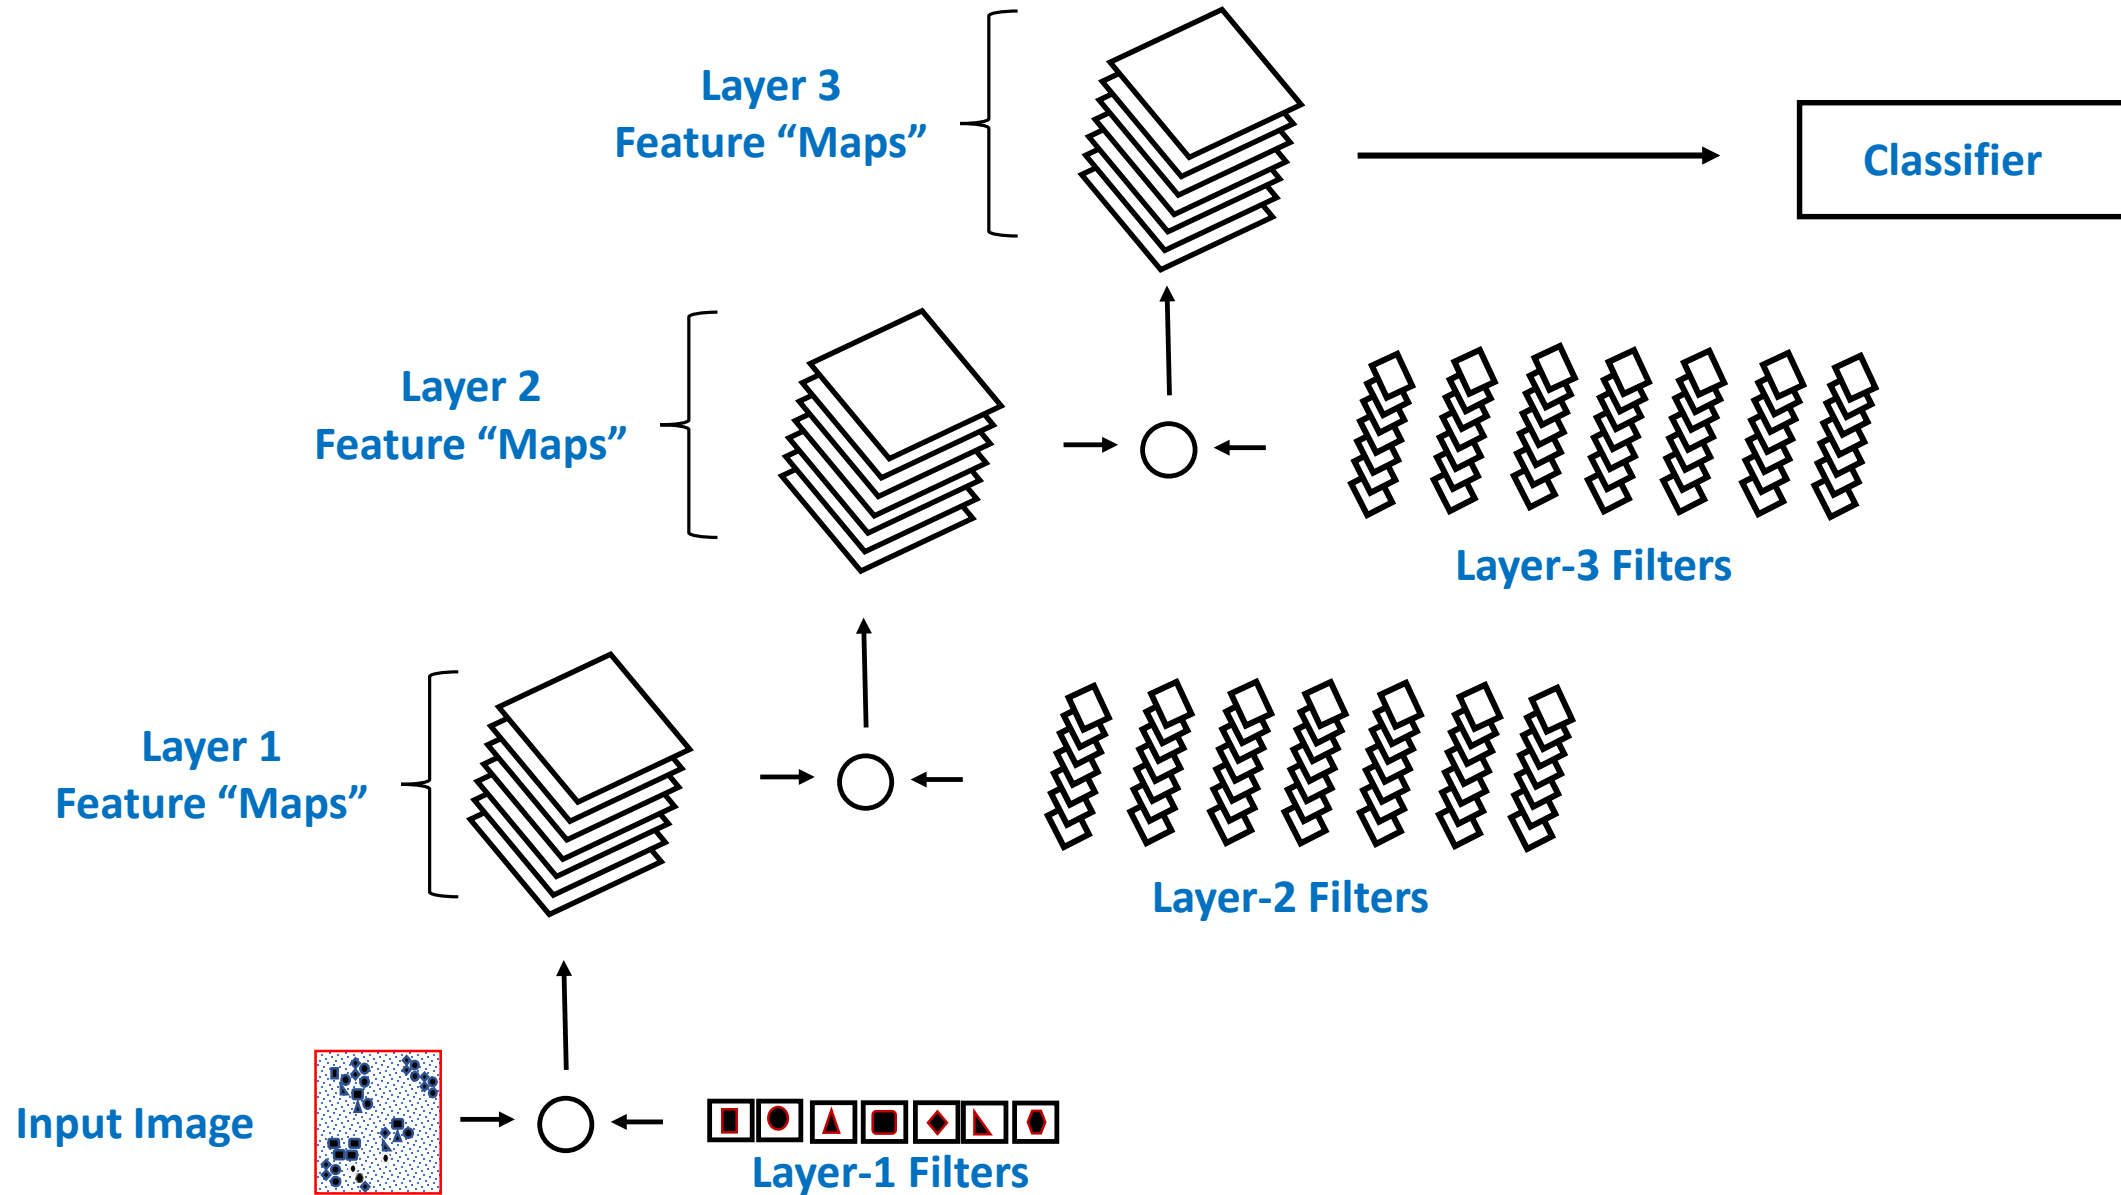 Layer 3
Feature “Maps”
Classifier
Layer 2
Feature “Maps”
Layer-3 Filters
Layer 1
Feature “Maps”
Layer-2 Filters
Input Image
Layer-1 Filters